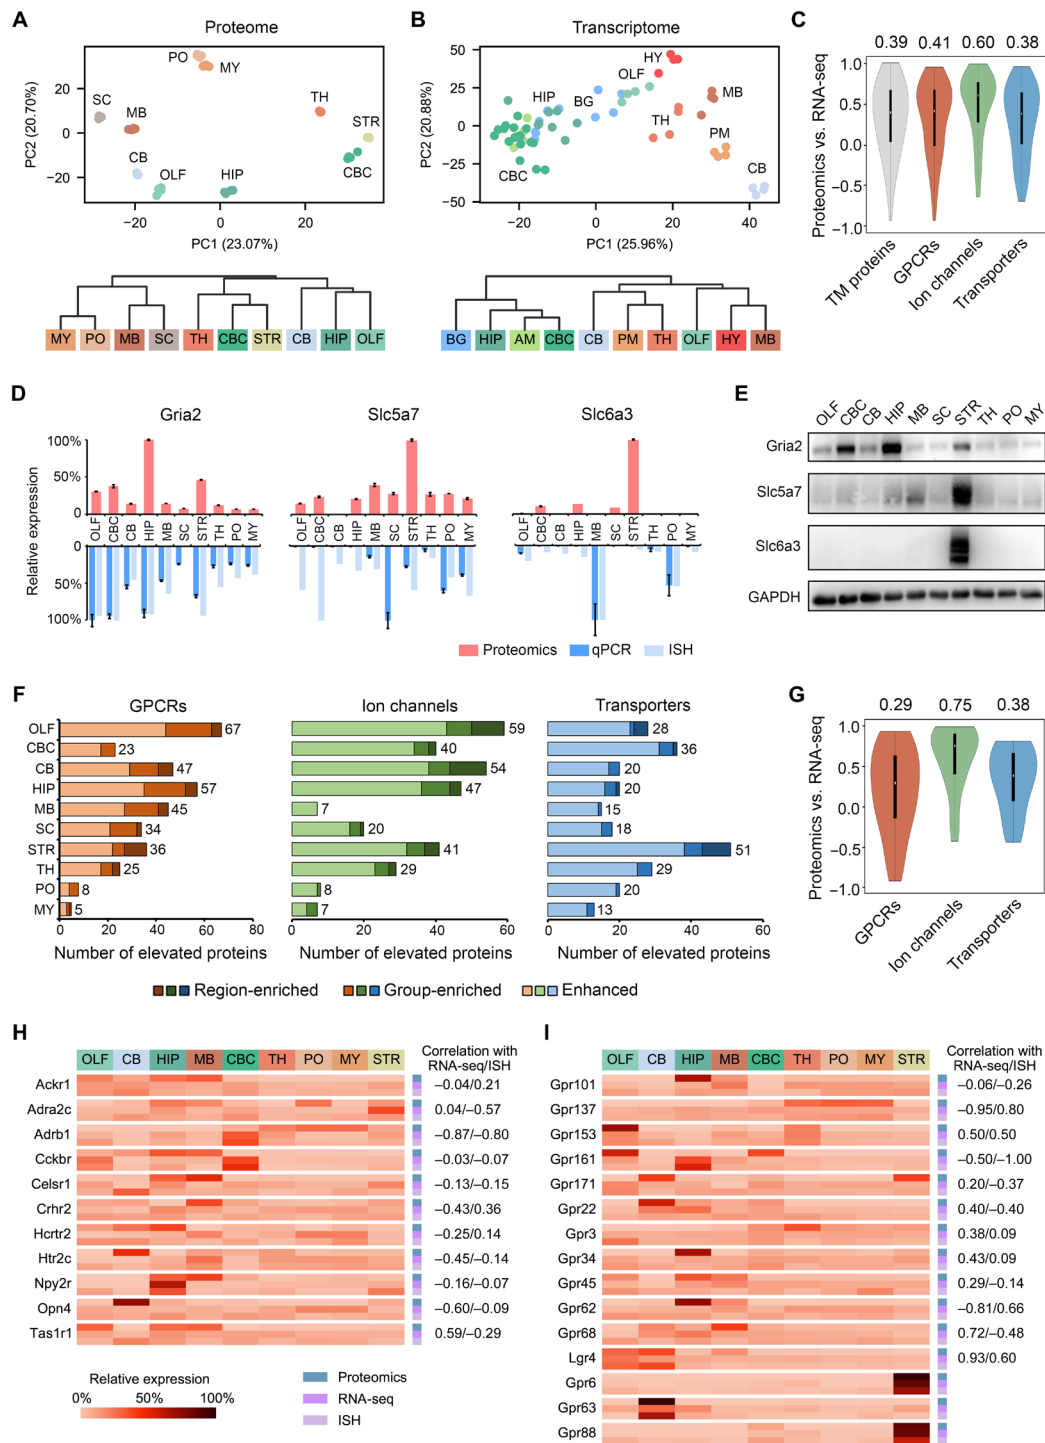 A
Proteome
PC2 (20.70%)
20
0
−20
PO
MY
SC
MB
TH
STR
CB
OLF
HIP
CBC
−20
0
20
PC1 (23.07%)
MY PO MB SC TH CBC STR CB HIP OLF
B
Transcriptome
PC2 (20.88%)
50
25
0
−25
−50
HY
OLF
HIP
BG
MB
TH
PM
CBC
CB
−20
0
20
40
PC1 (25.96%)
BG HIP AM CBC CB PM TH OLF HY MB
C
0.39 0.41 0.60 0.38
Proteomics vs. RNA-seq
1.0
0.5
0.0
−0.5
−1.0
TM proteins
GPCRs
Ion channels
Transporters
D
Gria2 Slc5a7 Slc6a3
Relative expression
100%
50%
0
OLF CBC CB HIP MB SC STR TH PO MY
OLF CBC CB HIP MB SC STR TH PO MY
OLF CBC CB HIP MB SC STR TH PO MY
0
50%
100%
Proteomics qPCR ISH
E
OLF CBC CB HIP MB SC STR TH PO MY
Gria2
Slc5a7
Slc6a3
GAPDH
F
GPCRs Ion channels Transporters
OLF 67 59 28
CBC 23 40 36
CB 47 54 20
HIP 57 47 20
MB 45 7 15
SC 34 20 18
STR 36 41 51
TH 25 29 29
PO 8 8 20
MY 5 7 13
0 20 40 60 80 0 20 40 60 0 20 40 60
Number of elevated proteins Number of elevated proteins Number of elevated proteins
Region-enriched Group-enriched Enhanced
G
0.29 0.75 0.38
Proteomics vs. RNA-seq
1.0
0.5
0.0
−0.5
−1.0
GPCRs
Ion channels
Transporters
H
OLF CB HIP MB CBC TH PO MY STR
Correlation with
RNA-seq/ISH
Ackr1 −0.04/0.21
Adra2c 0.04/−0.57
Adrb1 −0.87/−0.80
Cckbr −0.03/−0.07
Celsr1 −0.13/−0.15
Crhr2 −0.43/0.36
Hcrtr2 −0.25/0.14
Htr2c −0.45/−0.14
Npy2r −0.16/−0.07
Opn4 −0.60/−0.09
Tas1r1 0.59/−0.29
Relative expression
0% 50% 100%
Proteomics
RNA-seq
ISH
I
OLF CB HIP MB CBC TH PO MY STR
Correlation with
RNA-seq/ISH
Gpr101 −0.06/−0.26
Gpr137 −0.95/0.80
Gpr153 0.50/0.50
Gpr161 −0.50/−1.00
Gpr171 0.20/−0.37
Gpr22 0.40/−0.40
Gpr3 0.38/0.09
Gpr34 0.43/0.09
Gpr45 0.29/−0.14
Gpr62 −0.81/0.66
Gpr68 0.72/−0.48
Lgr4 0.93/0.60
Gpr6
Gpr63
Gpr88